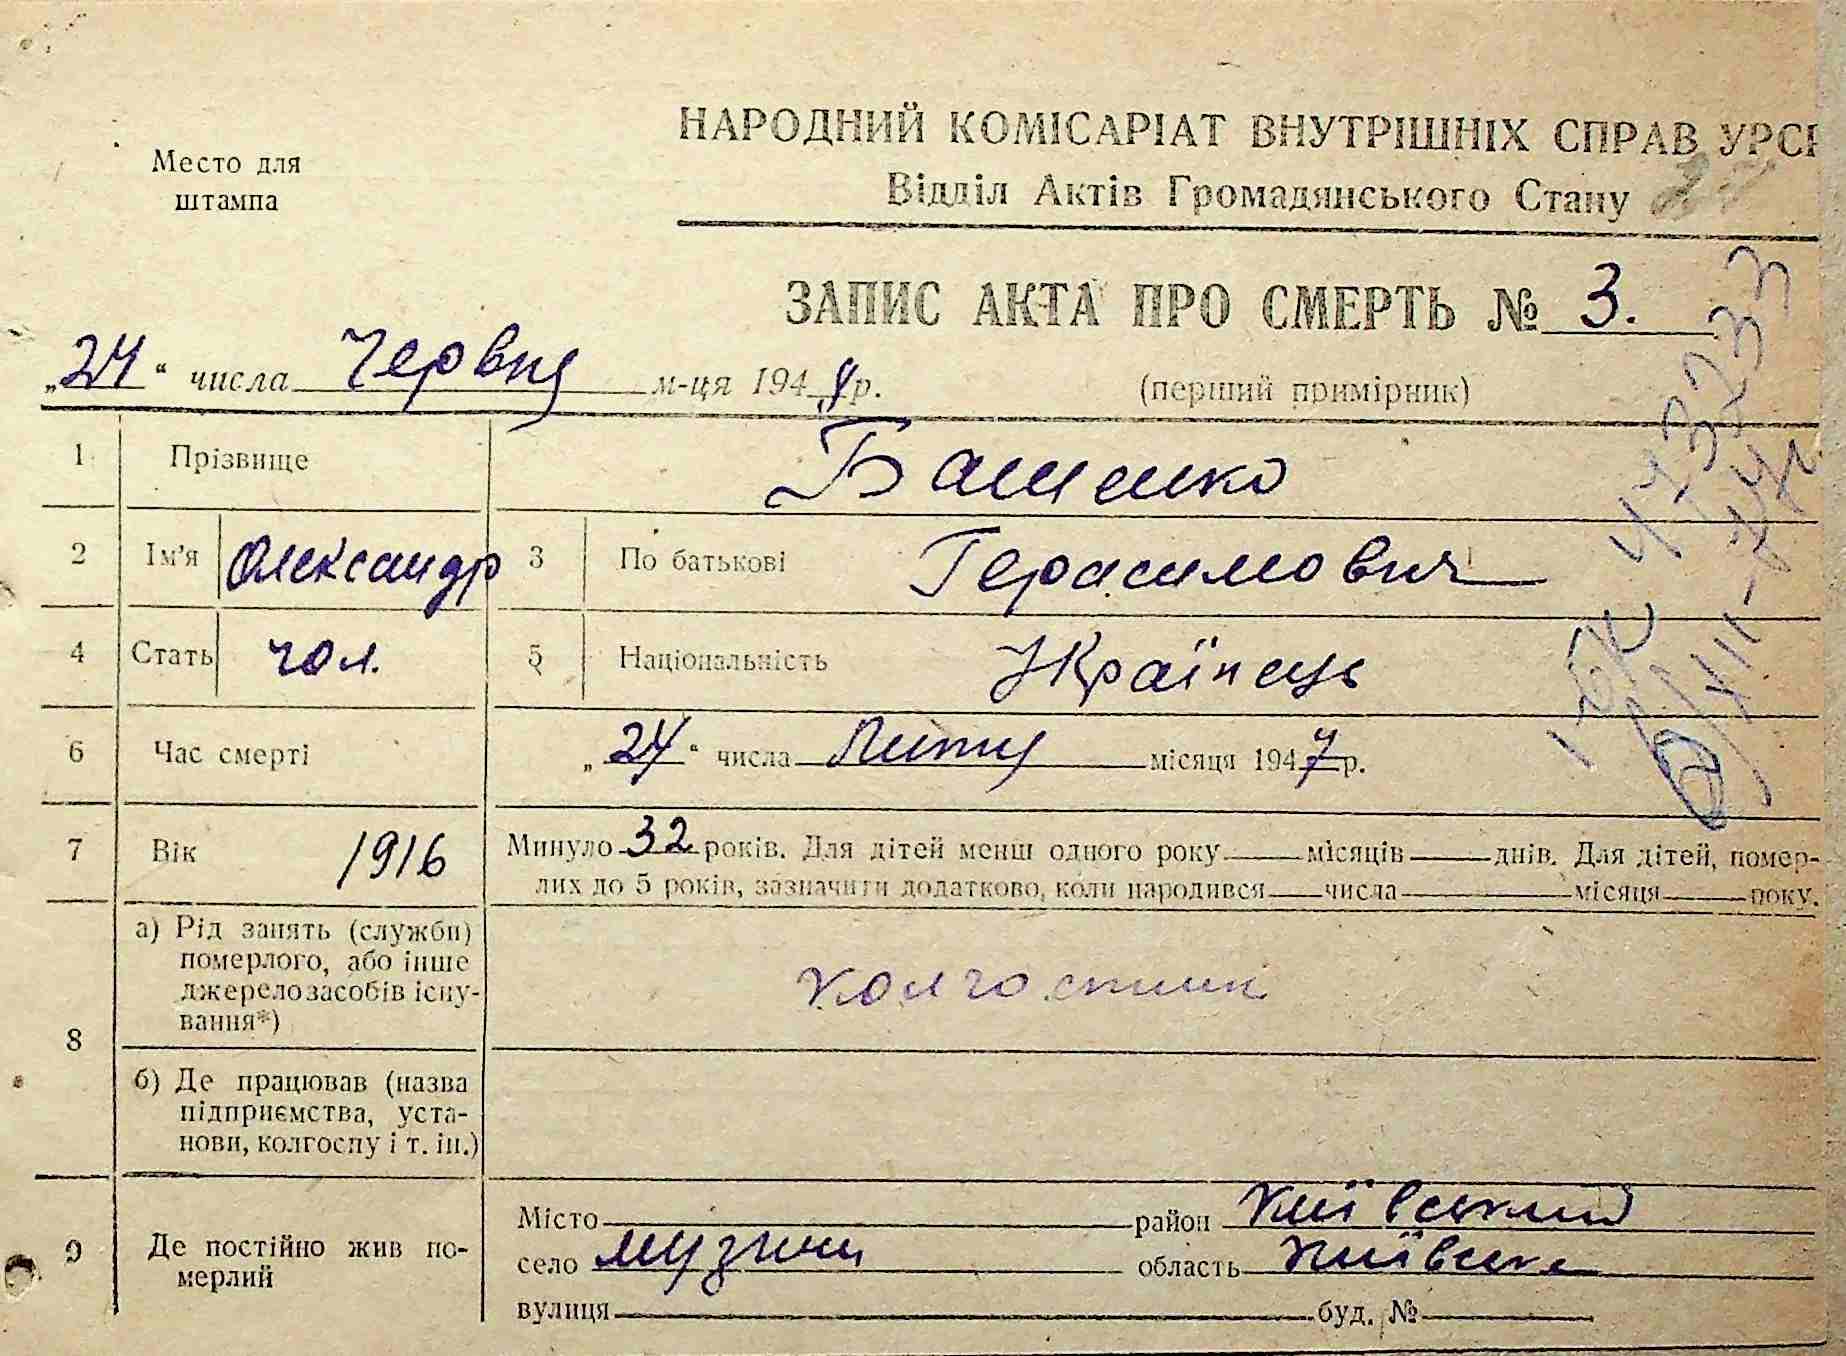 НАРОДНИЙ КОМІСАРІАТ ВНУТРІШНІХ СПРАВ УРСР
Место для штампа
Відділ Актів Громадянського Стану
ЗАПИС АКТА ПРО СМЕРТЬ № 3.
„24“ числа Червня м-ця 194 р.
(перший примірник)
1 Прізвище
2 Ім'я Олександр 3 По батькові Герасимович
4 Стать чол. 5 Національність Українець
6 Час смерті „24“ числа місяця 1947 р.
7 Вік 1916 Минуло 32 років. Для дітей менш одного року місяців днів. Для дітей, помер-
лих до 5 років, зазначити додатково, коли народився числа місяця року.
8 а) Рід занять (служби)
померлого, або інше
джерело засобів існу-
вання*)
колгоспник
б) Де працював (назва
підприємства, уста-
нови, колгоспу і т. ін.)
9 Де постійно жив по-
мерлий
Місто район Київський
село Музичи область Київська
вулиця буд. №